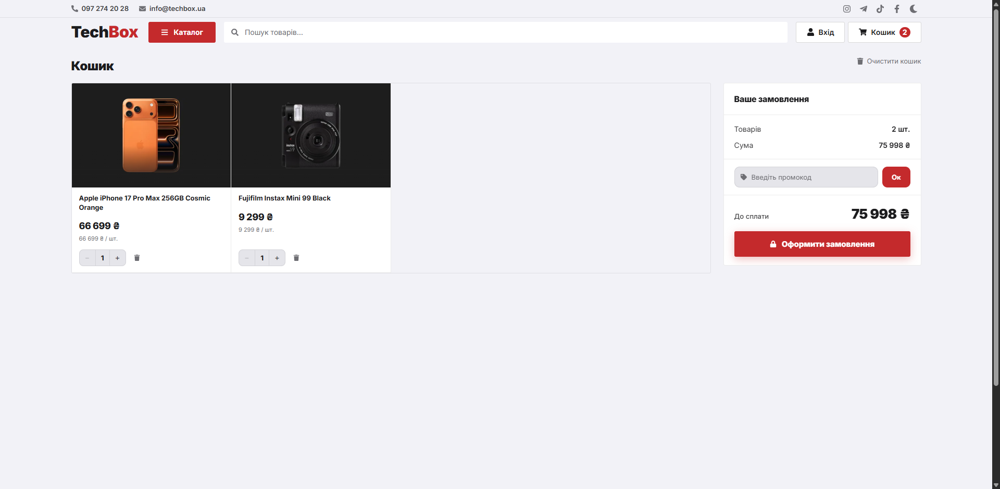 097 274 20 28
info@techbox.ua
TechBox
Каталог
Пошук товарів...
Вхід
Кошик 2
Кошик
Очистити кошик
Apple iPhone 17 Pro Max 256GB Cosmic
Orange
66 699 ₴
66 699 ₴ / шт.
− 1 +
Fujifilm Instax Mini 99 Black
9 299 ₴
9 299 ₴ / шт.
− 1 +
Ваше замовлення
Товарів 2 шт.
Сума 75 998 ₴
Введіть промокод
Ок
До сплати 75 998 ₴
Оформити замовлення